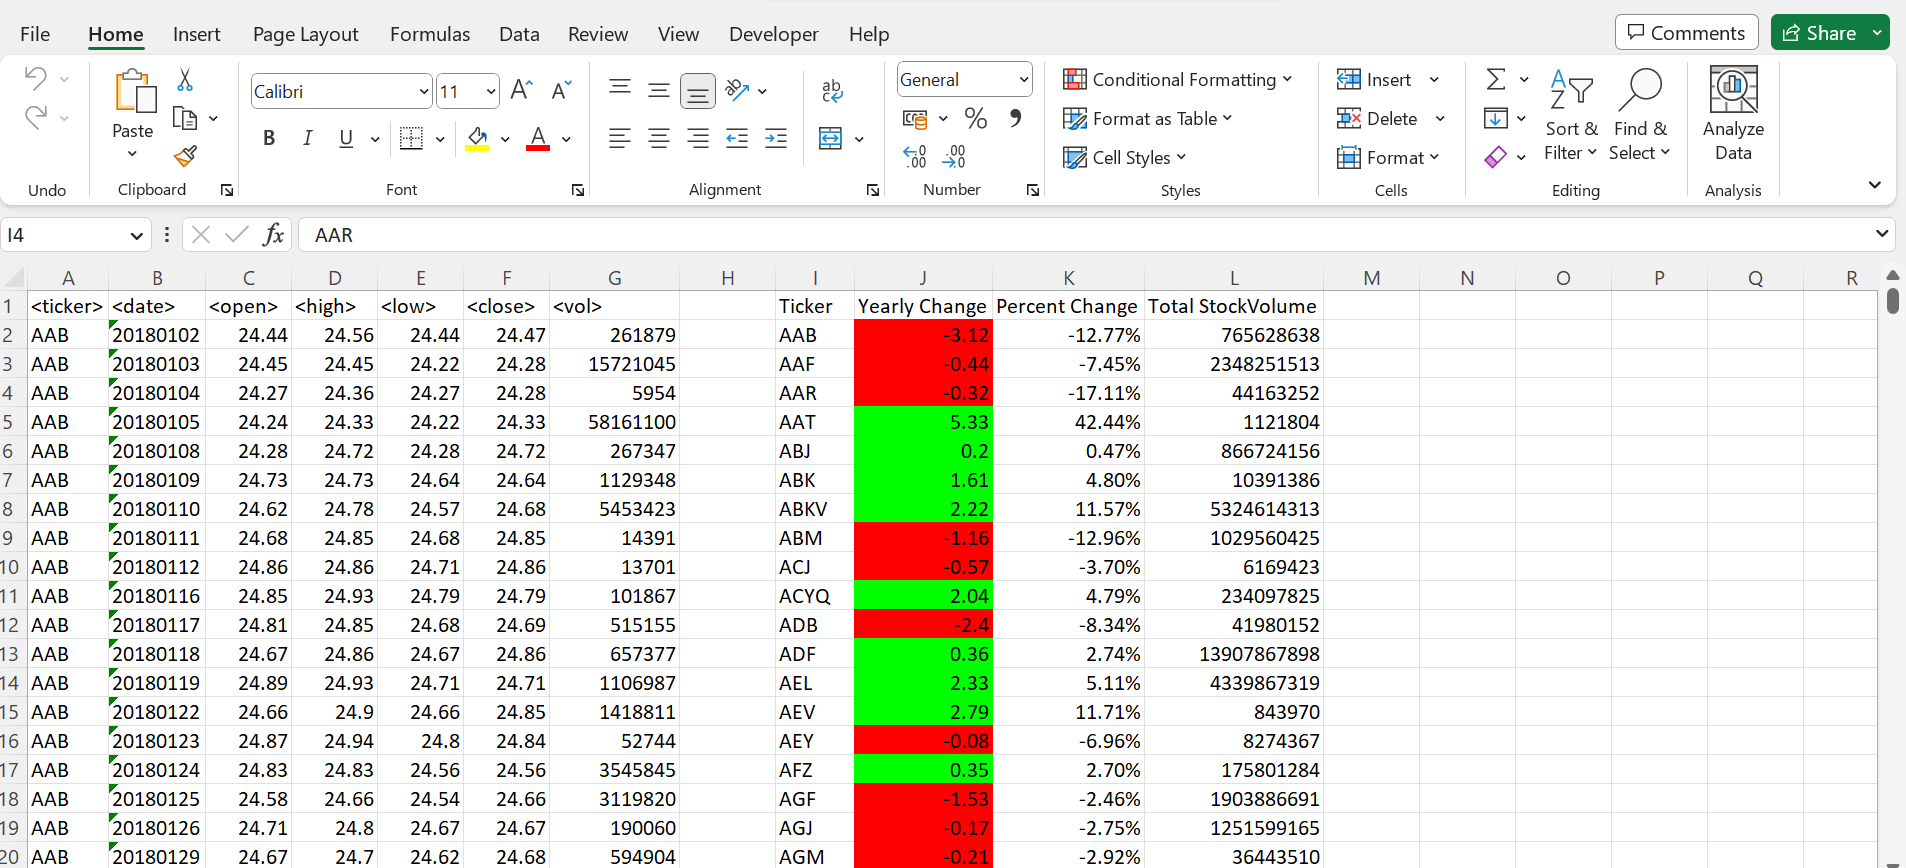 File Home Insert Page Layout Formulas Data Review View Developer Help Comments Share
Calibri 11 A A ab ab c General Conditional Formatting Insert Σ A Z
Paste % , Format as Table Delete Sort & Filter Find & Select Analyze Data
B I U A .00 .00 Cell Styles Format
Undo Clipboard Font Alignment Number Styles Cells Editing Analysis
I4 fx AAR
A B C D E F G H I J K L M N O P Q R
1 <ticker> <date> <open> <high> <low> <close> <vol> Ticker Yearly Change Percent Change Total StockVolume
2 AAB 20180102 24.44 24.56 24.44 24.47 261879 AAB -3.12 -12.77% 765628638
3 AAB 20180103 24.45 24.45 24.22 24.28 15721045 AAF -0.44 -7.45% 2348251513
4 AAB 20180104 24.27 24.36 24.27 24.28 5954 AAR -0.32 -17.11% 44163252
5 AAB 20180105 24.24 24.33 24.22 24.33 58161100 AAT 5.33 42.44% 1121804
6 AAB 20180108 24.28 24.72 24.28 24.72 267347 ABJ 0.2 0.47% 866724156
7 AAB 20180109 24.73 24.73 24.64 24.64 1129348 ABK 1.61 4.80% 10391386
8 AAB 20180110 24.62 24.78 24.57 24.68 5453423 ABKV 2.22 11.57% 5324614313
9 AAB 20180111 24.68 24.85 24.68 24.85 14391 ABM -1.16 -12.96% 1029560425
10 AAB 20180112 24.86 24.86 24.71 24.86 13701 ACJ -0.57 -3.70% 6169423
11 AAB 20180116 24.85 24.93 24.79 24.79 101867 ACYQ 2.04 4.79% 234097825
12 AAB 20180117 24.81 24.85 24.68 24.69 515155 ADB -2.4 -8.34% 41980152
13 AAB 20180118 24.67 24.86 24.67 24.86 657377 ADF 0.36 2.74% 13907867898
14 AAB 20180119 24.89 24.93 24.71 24.71 1106987 AEL 2.33 5.11% 4339867319
15 AAB 20180122 24.66 24.9 24.66 24.85 1418811 AEV 2.79 11.71% 843970
16 AAB 20180123 24.87 24.94 24.8 24.84 52744 AEY -0.08 -6.96% 8274367
17 AAB 20180124 24.83 24.83 24.56 24.56 3545845 AFZ 0.35 2.70% 175801284
18 AAB 20180125 24.58 24.66 24.54 24.66 3119820 AGF -1.53 -2.46% 1903886691
19 AAB 20180126 24.71 24.8 24.67 24.67 190060 AGJ -0.17 -2.75% 1251599165
20 AAB 20180129 24.67 24.7 24.62 24.68 594904 AGM -0.21 -2.92% 36443510